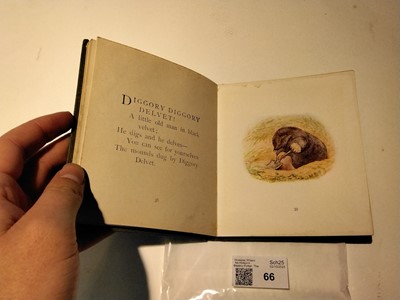 DIGGORY DIGGORY
DELVET!
A little old man in black
velvet;
He digs and he delves—
You can see for yourselves
The mounds dug by Diggory
Delvet.
66